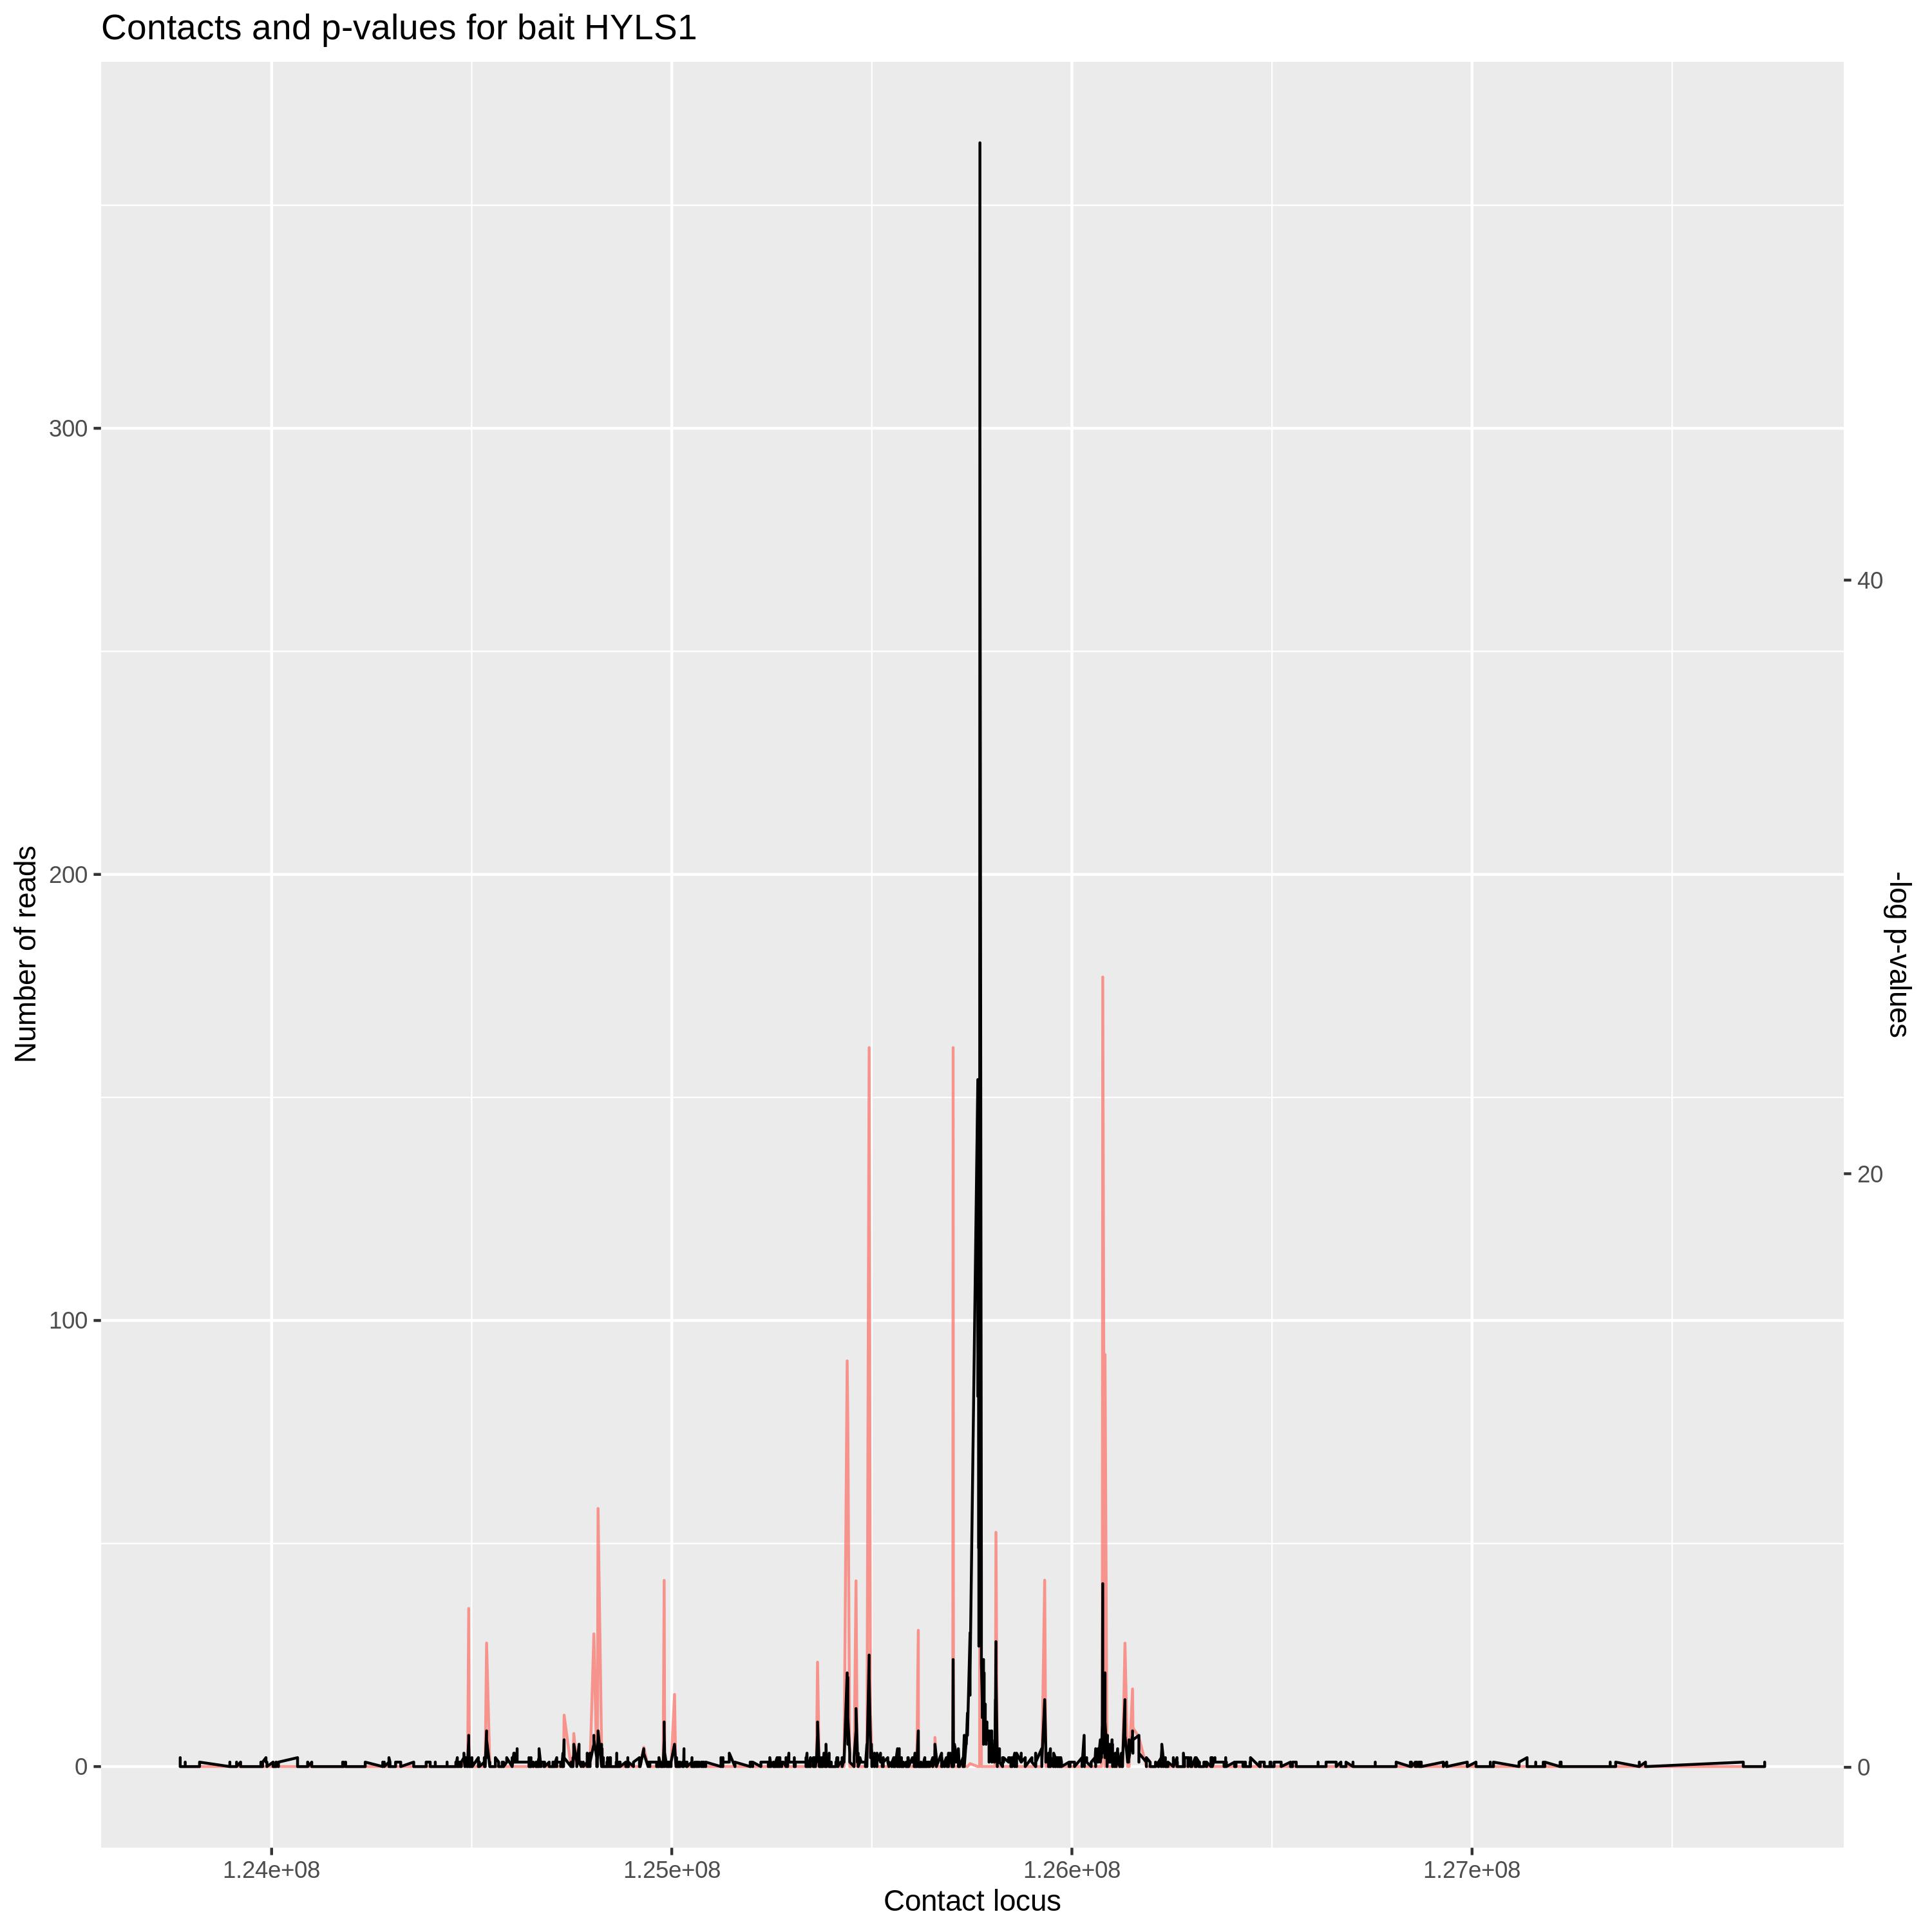 Contacts and p-values for bait HYLS1
300
200
100
0
Number of reads
40
20
0
-log p-values
1.24e+08
1.25e+08
1.26e+08
1.27e+08
Contact locus